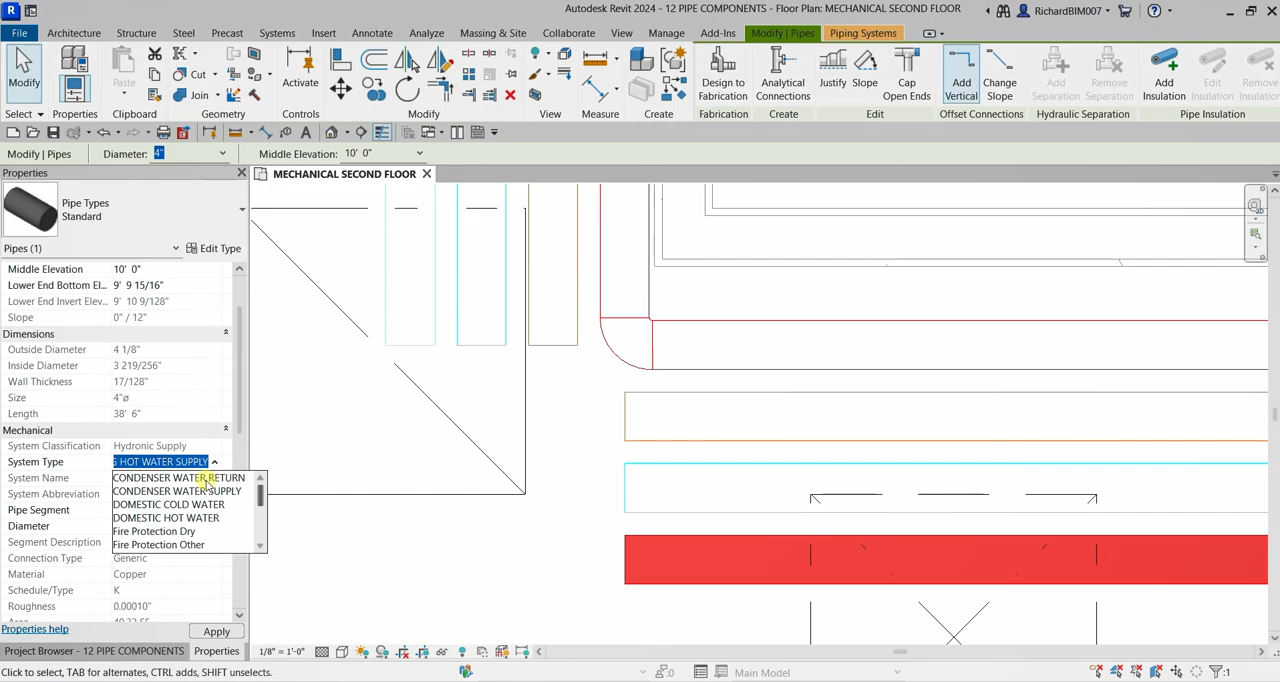 Autodesk Revit 2024 - 12 PIPE COMPONENTS - Floor Plan: MECHANICAL SECOND FLOOR
RichardBIM007
File Architecture Structure Steel Precast Systems Insert Annotate Analyze Massing & Site Collaborate View Manage Add-Ins Modify | Pipes Piping Systems
Modify
Paste
Cut
Join
Activate
Design to Fabrication
Analytical Connections
Justify
Slope
Cap Open Ends
Add Vertical
Change Slope
Add Separation
Remove Separation
Add Insulation
Edit Insulation
Remove Insulation
Select Properties Clipboard Geometry Controls Modify View Measure Create Fabrication Create Edit Offset Connections Hydraulic Separation Pipe Insulation
Modify | Pipes Diameter: 4" Middle Elevation: 10' 0"
Properties
MECHANICAL SECOND FLOOR
Pipe Types
Standard
Pipes (1) Edit Type
Middle Elevation 10' 0"
Lower End Bottom El... 9' 9 15/16"
Lower End Invert Elev... 9' 10 9/128"
Slope 0" / 12"
Dimensions
Outside Diameter 4 1/8"
Inside Diameter 3 219/256"
Wall Thickness 17/128"
Size 4"ø
Length 38' 6"
Mechanical
System Classification Hydronic Supply
System Type G HOT WATER SUPPLY
System Name CONDENSER WATER RETURN
System Abbreviation CONDENSER WATER SUPPLY
Pipe Segment DOMESTIC COLD WATER
Diameter DOMESTIC HOT WATER
Segment Description Fire Protection Dry
Fire Protection Other
Connection Type Generic
Material Copper
Schedule/Type K
Roughness 0.00010"
Properties help Apply
Project Browser - 12 PIPE COMPONENTS Properties 1/8" = 1'-0"
Click to select, TAB for alternates, CTRL adds, SHIFT unselects. :0 Main Model :1